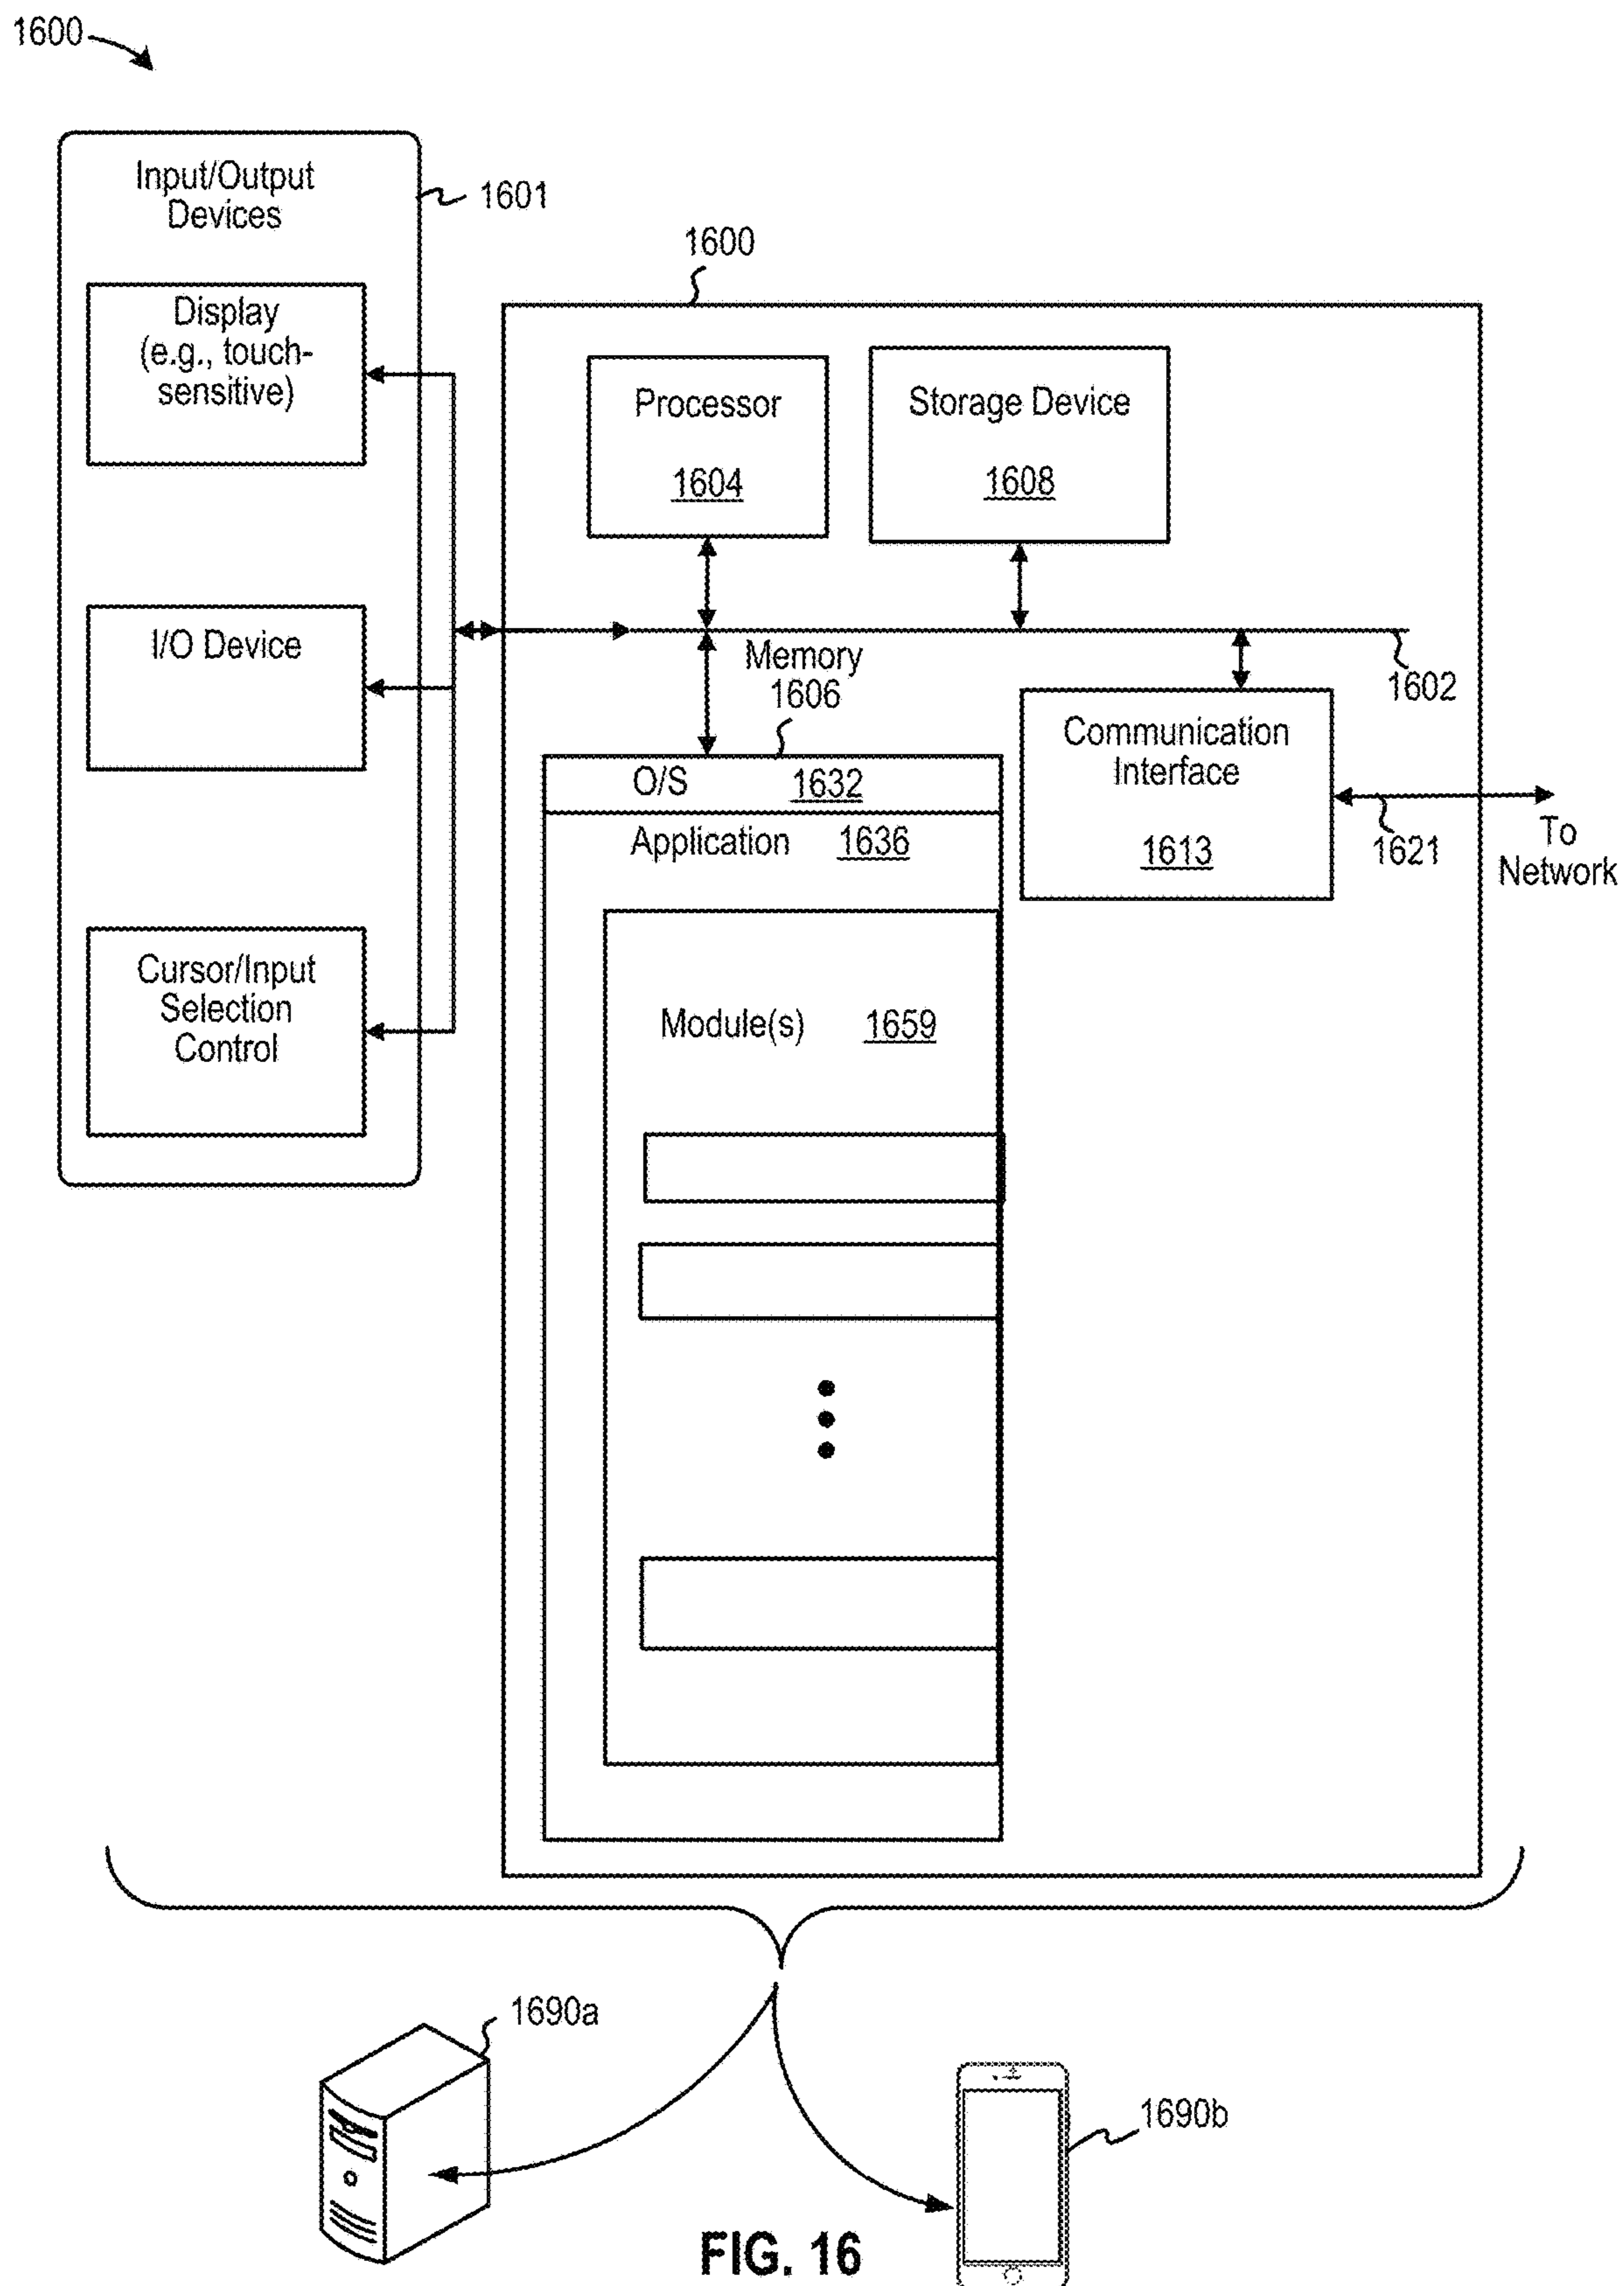 1600
Input/Output
Devices
1601
Display
(e.g., touch-
sensitive)
I/O Device
Cursor/Input
Selection
Control
1600
Processor
1604
Storage Device
1608
Memory
1606
1602
O/S 1632
Application 1636
Module(s) 1659
Communication
Interface
1613
1621
To
Network
1690a
1690b
FIG. 16